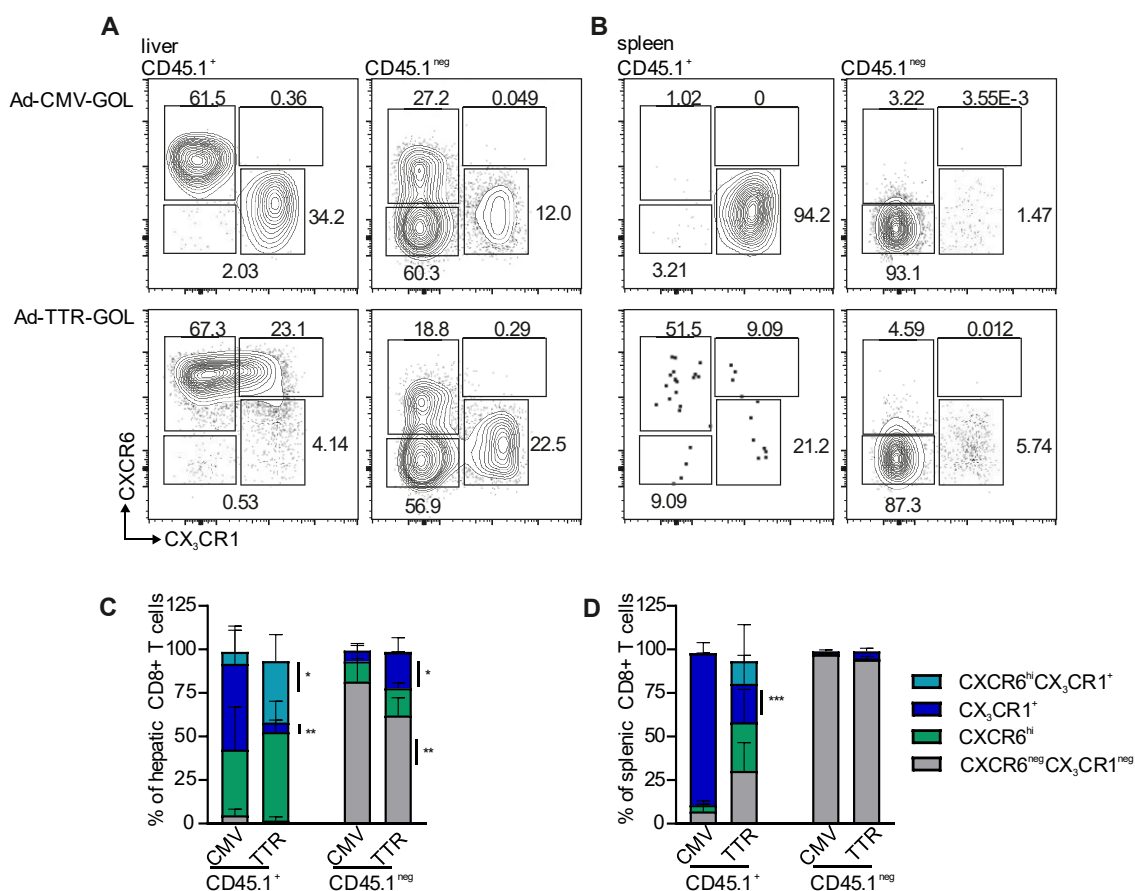 A
B
liver
spleen
CD45.1⁺
CD45.1ⁿᵉᵍ
CD45.1⁺
CD45.1ⁿᵉᵍ
Ad-CMV-GOL
61.5
0.36
34.2
2.03
27.2
0.049
12.0
60.3
1.02
0
94.2
3.21
3.22
3.55E-3
1.47
93.1
Ad-TTR-GOL
67.3
23.1
4.14
0.53
18.8
0.29
22.5
56.9
51.5
9.09
21.2
9.09
4.59
0.012
5.74
87.3
CXCR6
CX₃CR1
C
% of hepatic CD8+ T cells
125
100
75
50
25
0
*
**
*
**
CMV
TTR
CMV
TTR
CD45.1⁺
CD45.1ⁿᵉᵍ
D
% of splenic CD8+ T cells
125
100
75
50
25
0
***
CMV
TTR
CMV
TTR
CD45.1⁺
CD45.1ⁿᵉᵍ
CXCR6ʰⁱCX₃CR1⁺
CX₃CR1⁺
CXCR6ʰⁱ
CXCR6ⁿᵉᵍCX₃CR1ⁿᵉᵍ